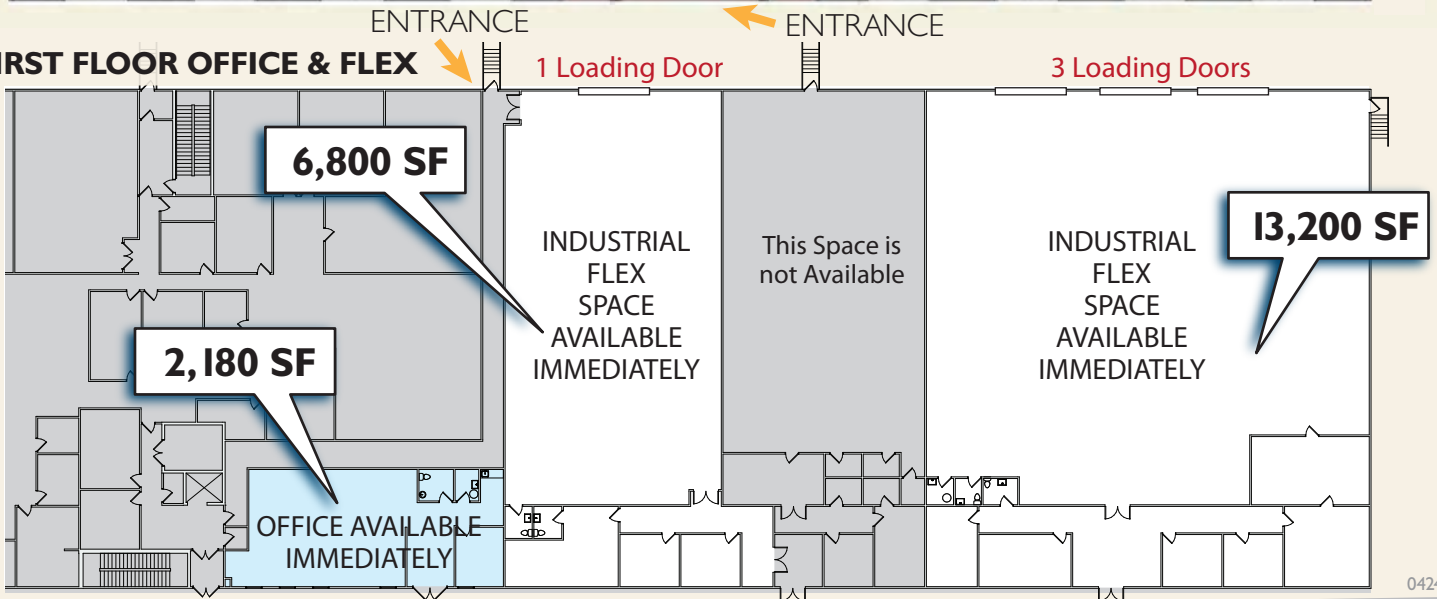 ENTRANCE
ENTRANCE
IRST FLOOR OFFICE & FLEX
1 Loading Door
3 Loading Doors
6,800 SF
13,200 SF
INDUSTRIAL
FLEX
SPACE
AVAILABLE
IMMEDIATELY
This Space is
not Available
INDUSTRIAL
FLEX
SPACE
AVAILABLE
IMMEDIATELY
2,180 SF
OFFICE AVAILABLE
IMMEDIATELY
042